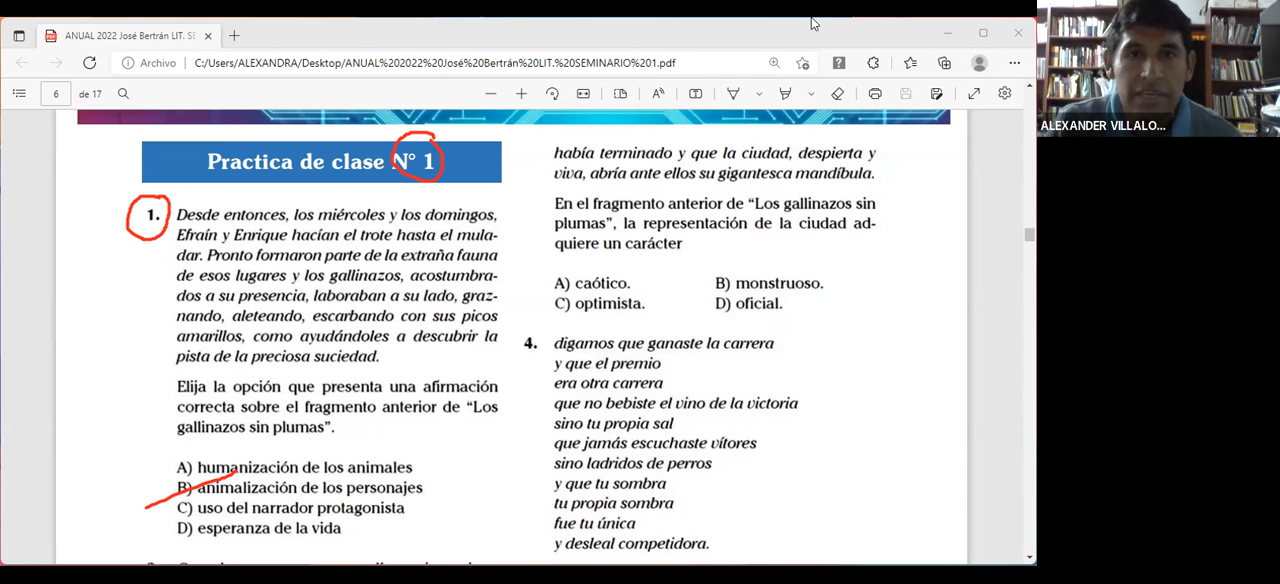 ANUAL 2022 José Bertrán LIT. SE
Archivo
C:/Users/ALEXANDRA/Desktop/ANUAL%202022%20José%20Bertrán%20LIT.%20SEMINARIO%201.pdf
6 de 17
ALEXANDER VILLALO...
Practica de clase N° 1
1. Desde entonces, los miércoles y los domingos,
Efraín y Enrique hacían el trote hasta el mula-
dar. Pronto formaron parte de la extraña fauna
de esos lugares y los gallinazos, acostumbra-
dos a su presencia, laboraban a su lado, graz-
nando, aleteando, escarbando con sus picos
amarillos, como ayudándoles a descubrir la
pista de la preciosa suciedad.
Elija la opción que presenta una afirmación
correcta sobre el fragmento anterior de “Los
gallinazos sin plumas”.
A) humanización de los animales
B) animalización de los personajes
C) uso del narrador protagonista
D) esperanza de la vida
había terminado y que la ciudad, despierta y
viva, abría ante ellos su gigantesca mandíbula.
En el fragmento anterior de “Los gallinazos sin
plumas”, la representación de la ciudad ad-
quiere un carácter
A) caótico. B) monstruoso.
C) optimista. D) oficial.
4. digamos que ganaste la carrera
y que el premio
era otra carrera
que no bebiste el vino de la victoria
sino tu propia sal
que jamás escuchaste vítores
sino ladridos de perros
y que tu sombra
tu propia sombra
fue tu única
y desleal competidora.